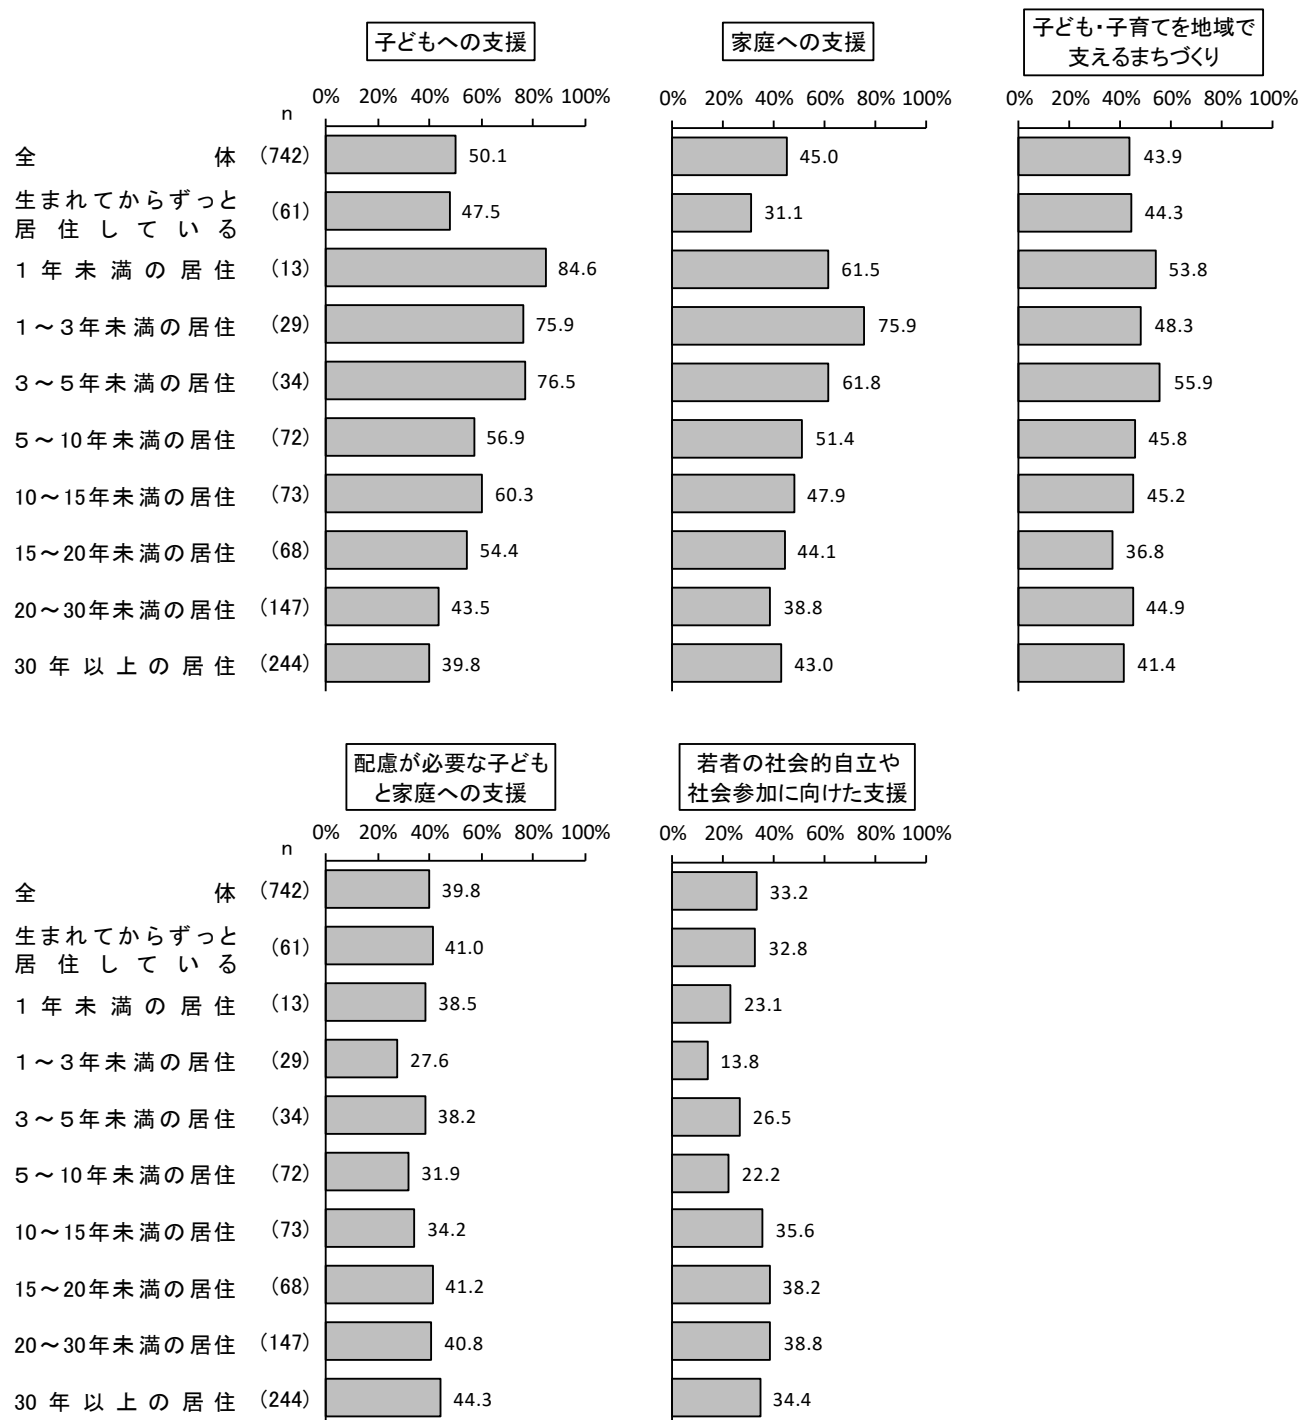 子どもへの支援
家庭への支援
子ども・子育てを地域で
支えるまちづくり
0% 20% 40% 60% 80% 100%
0% 20% 40% 60% 80% 100%
0% 20% 40% 60% 80% 100%
n
全体 (742) 50.1 45.0 43.9
生まれてからずっと
居住している (61) 47.5 31.1 44.3
1年未満の居住 (13) 84.6 61.5 53.8
1～3年未満の居住 (29) 75.9 75.9 48.3
3～5年未満の居住 (34) 76.5 61.8 55.9
5～10年未満の居住 (72) 56.9 51.4 45.8
10～15年未満の居住 (73) 60.3 47.9 45.2
15～20年未満の居住 (68) 54.4 44.1 36.8
20～30年未満の居住 (147) 43.5 38.8 44.9
30年以上の居住 (244) 39.8 43.0 41.4
配慮が必要な子ども
と家庭への支援
若者の社会的自立や
社会参加に向けた支援
0% 20% 40% 60% 80% 100%
0% 20% 40% 60% 80% 100%
n
全体 (742) 39.8 33.2
生まれてからずっと
居住している (61) 41.0 32.8
1年未満の居住 (13) 38.5 23.1
1～3年未満の居住 (29) 27.6 13.8
3～5年未満の居住 (34) 38.2 26.5
5～10年未満の居住 (72) 31.9 22.2
10～15年未満の居住 (73) 34.2 35.6
15～20年未満の居住 (68) 41.2 38.2
20～30年未満の居住 (147) 40.8 38.8
30年以上の居住 (244) 44.3 34.4